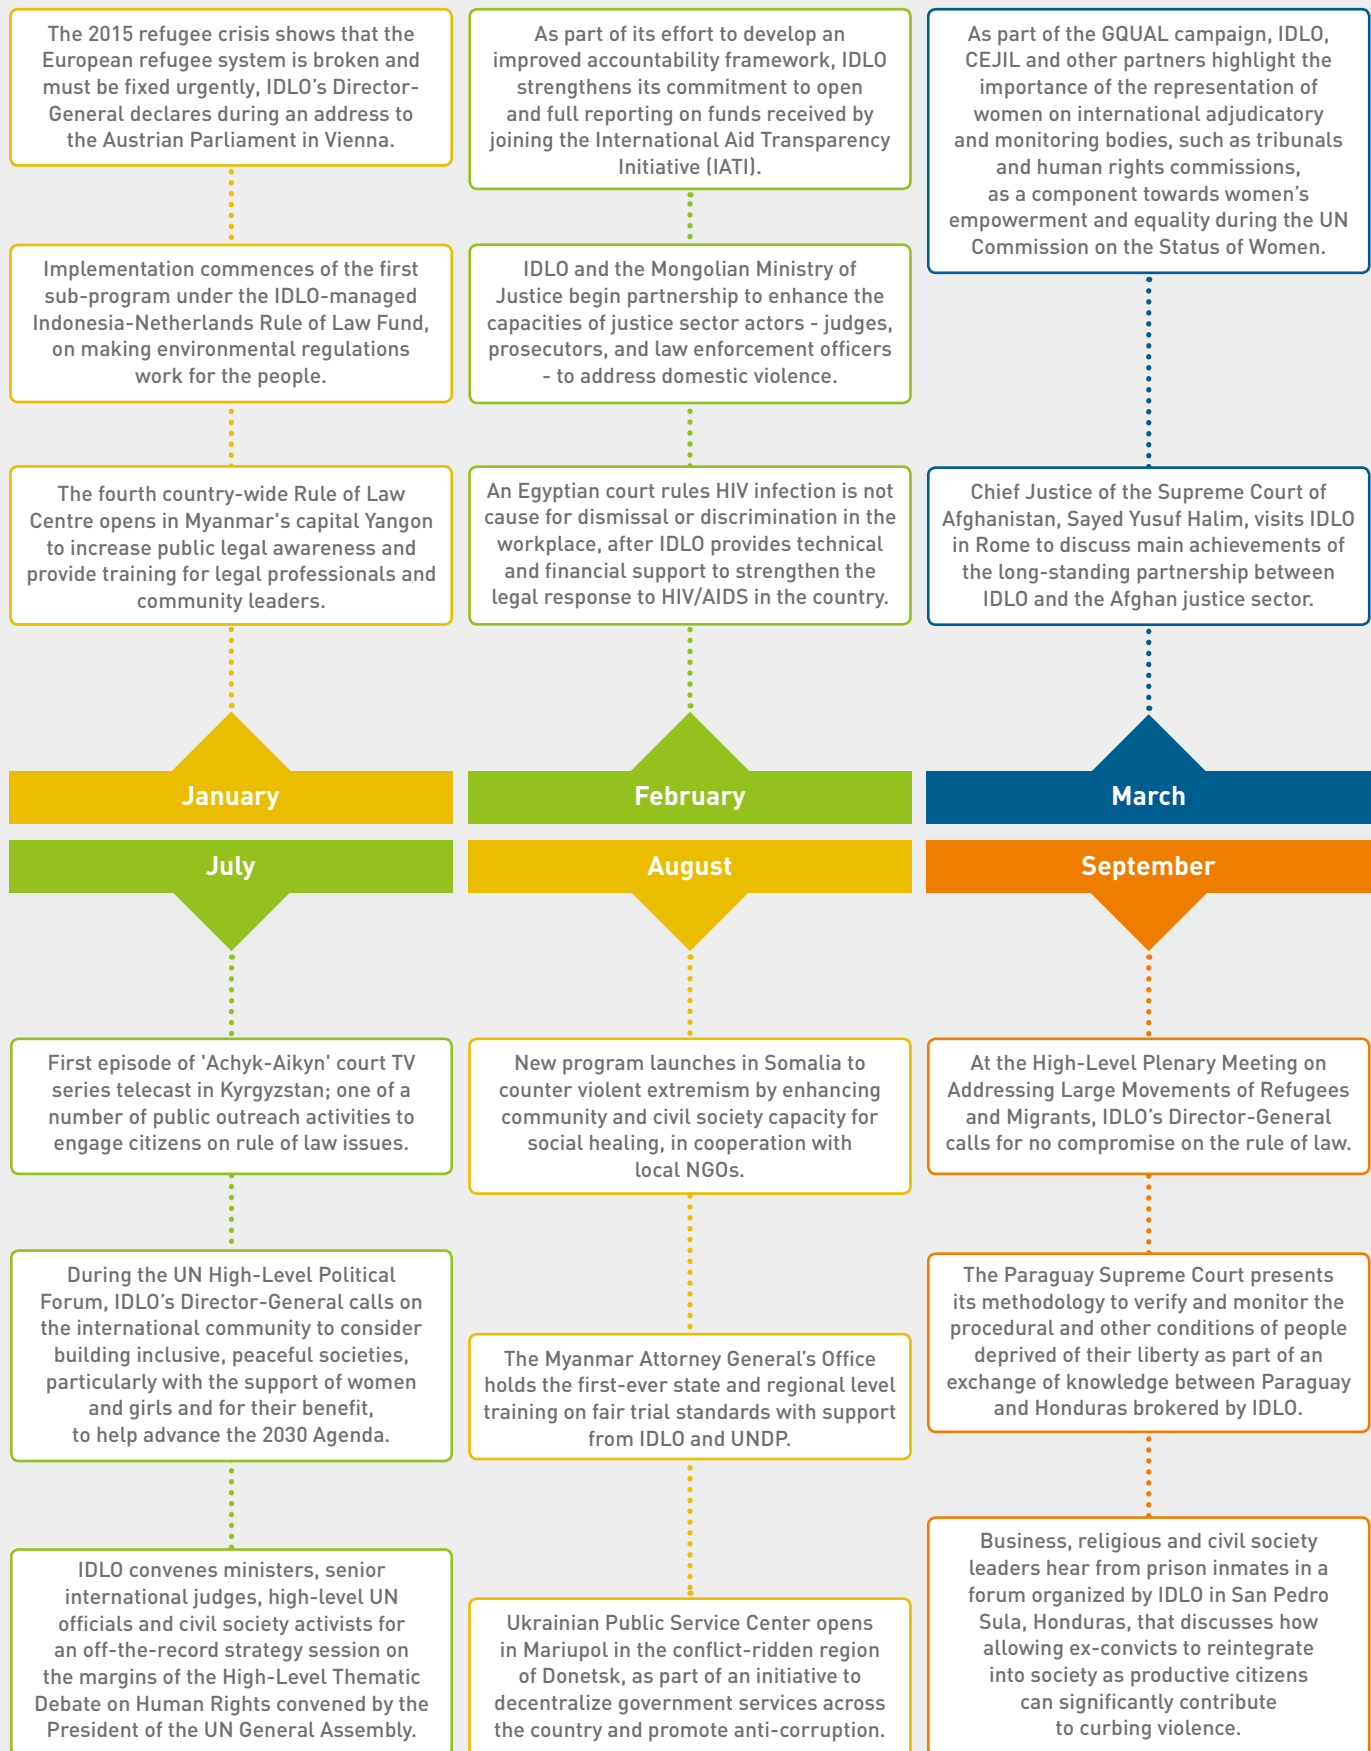 The 2015 refugee crisis shows that the
European refugee system is broken and
must be fixed urgently, IDLO’s Director-
General declares during an address to
the Austrian Parliament in Vienna.
Implementation commences of the first
sub-program under the IDLO-managed
Indonesia-Netherlands Rule of Law Fund,
on making environmental regulations
work for the people.
The fourth country-wide Rule of Law
Centre opens in Myanmar's capital Yangon
to increase public legal awareness and
provide training for legal professionals and
community leaders.
January
As part of its effort to develop an
improved accountability framework, IDLO
strengthens its commitment to open
and full reporting on funds received by
joining the International Aid Transparency
Initiative (IATI).
IDLO and the Mongolian Ministry of
Justice begin partnership to enhance the
capacities of justice sector actors - judges,
prosecutors, and law enforcement officers
- to address domestic violence.
An Egyptian court rules HIV infection is not
cause for dismissal or discrimination in the
workplace, after IDLO provides technical
and financial support to strengthen the
legal response to HIV/AIDS in the country.
February
As part of the GQUAL campaign, IDLO,
CEJIL and other partners highlight the
importance of the representation of
women on international adjudicatory
and monitoring bodies, such as tribunals
and human rights commissions,
as a component towards women’s
empowerment and equality during the UN
Commission on the Status of Women.
Chief Justice of the Supreme Court of
Afghanistan, Sayed Yusuf Halim, visits IDLO
in Rome to discuss main achievements of
the long-standing partnership between
IDLO and the Afghan justice sector.
March
July
First episode of 'Achyk-Aikyn' court TV
series telecast in Kyrgyzstan; one of a
number of public outreach activities to
engage citizens on rule of law issues.
During the UN High-Level Political
Forum, IDLO’s Director-General calls on
the international community to consider
building inclusive, peaceful societies,
particularly with the support of women
and girls and for their benefit,
to help advance the 2030 Agenda.
IDLO convenes ministers, senior
international judges, high-level UN
officials and civil society activists for
an off-the-record strategy session on
the margins of the High-Level Thematic
Debate on Human Rights convened by the
President of the UN General Assembly.
August
New program launches in Somalia to
counter violent extremism by enhancing
community and civil society capacity for
social healing, in cooperation with
local NGOs.
The Myanmar Attorney General’s Office
holds the first-ever state and regional level
training on fair trial standards with support
from IDLO and UNDP.
Ukrainian Public Service Center opens
in Mariupol in the conflict-ridden region
of Donetsk, as part of an initiative to
decentralize government services across
the country and promote anti-corruption.
September
At the High-Level Plenary Meeting on
Addressing Large Movements of Refugees
and Migrants, IDLO’s Director-General
calls for no compromise on the rule of law.
The Paraguay Supreme Court presents
its methodology to verify and monitor the
procedural and other conditions of people
deprived of their liberty as part of an
exchange of knowledge between Paraguay
and Honduras brokered by IDLO.
Business, religious and civil society
leaders hear from prison inmates in a
forum organized by IDLO in San Pedro
Sula, Honduras, that discusses how
allowing ex-convicts to reintegrate
into society as productive citizens
can significantly contribute
to curbing violence.